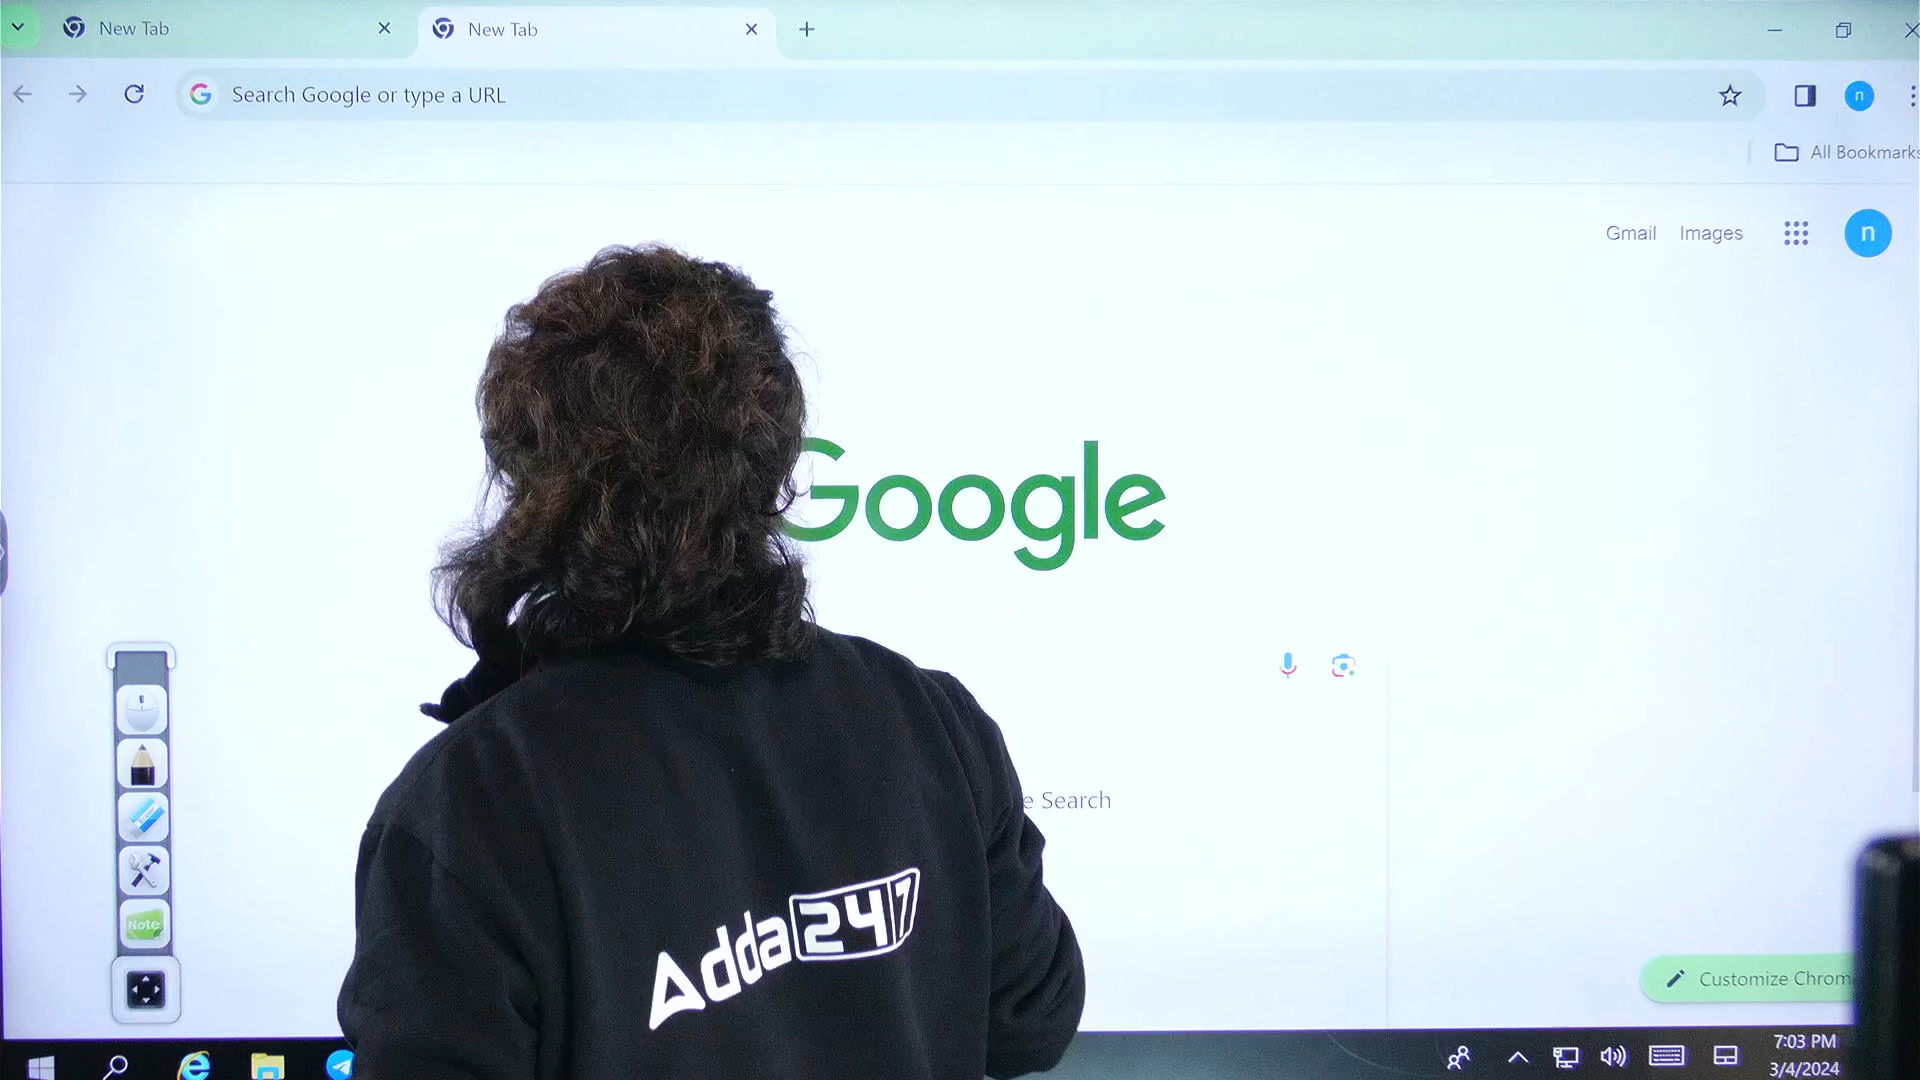 New Tab
New Tab
Search Google or type a URL
All Bookmarks
Gmail
Images
n
n
Google
e Search
Note
Adda247
Customize Chrom
7:03 PM
3/4/2024